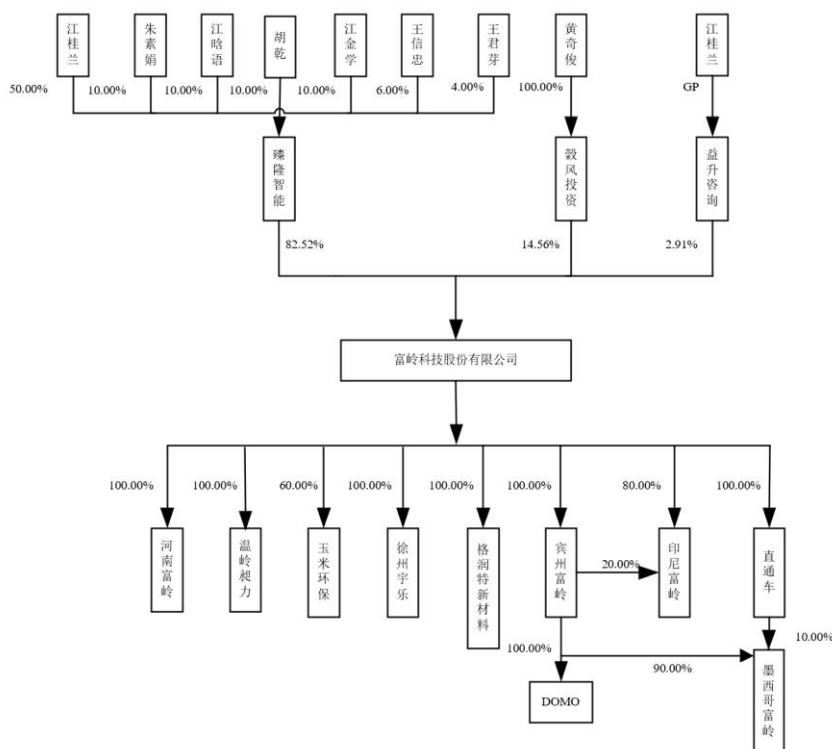 江桂兰
朱素娟
江晗语
胡乾
江金学
王信忠
王君芽
黄奇俊
江桂兰
50.00%
10.00%
10.00%
10.00%
10.00%
6.00%
4.00%
100.00%
GP
臻隆智能
穀风投资
益升咨询
82.52%
14.56%
2.91%
富岭科技股份有限公司
100.00%
100.00%
60.00%
100.00%
100.00%
100.00%
80.00%
100.00%
河南富岭
温岭昶力
玉米环保
徐州宇乐
格润特新材料
宾州富岭
印尼富岭
直通车
20.00%
10.00%
100.00%
90.00%
DOMO
墨西哥富岭